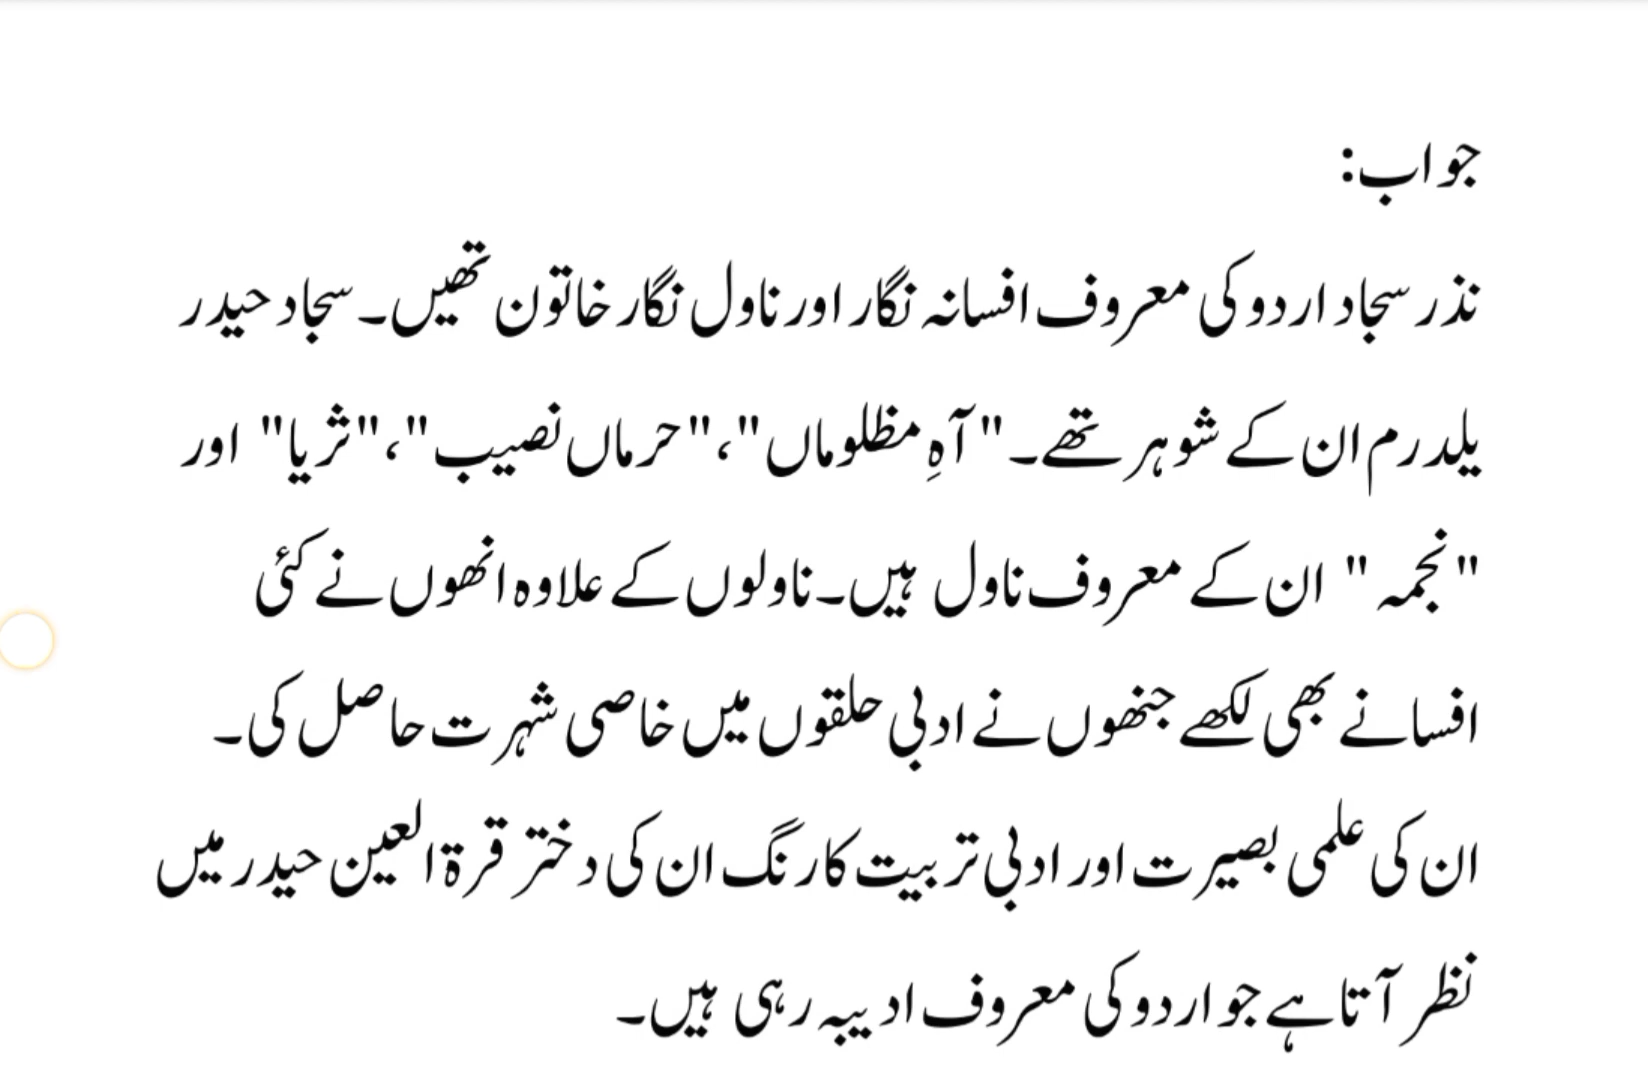 جواب:
نذر سجاد اردو کی معروف افسانہ نگار اور ناول نگار خاتون تھیں۔ سجاد حیدر
یلدرم ان کے شوہر تھے۔ "آہِ مظلوماں"،"حرماں نصیب"،"ثریا" اور
"نجمہ" ان کے معروف ناول ہیں۔ ناولوں کے علاوہ انھوں نے کئی
افسانے بھی لکھے جنھوں نے ادبی حلقوں میں خاصی شہرت حاصل کی۔
ان کی علمی بصیرت اور ادبی تربیت کا رنگ ان کی دختر قرۃ العین حیدر میں
نظر آتا ہے جو اردو کی معروف ادیبہ رہی ہیں۔